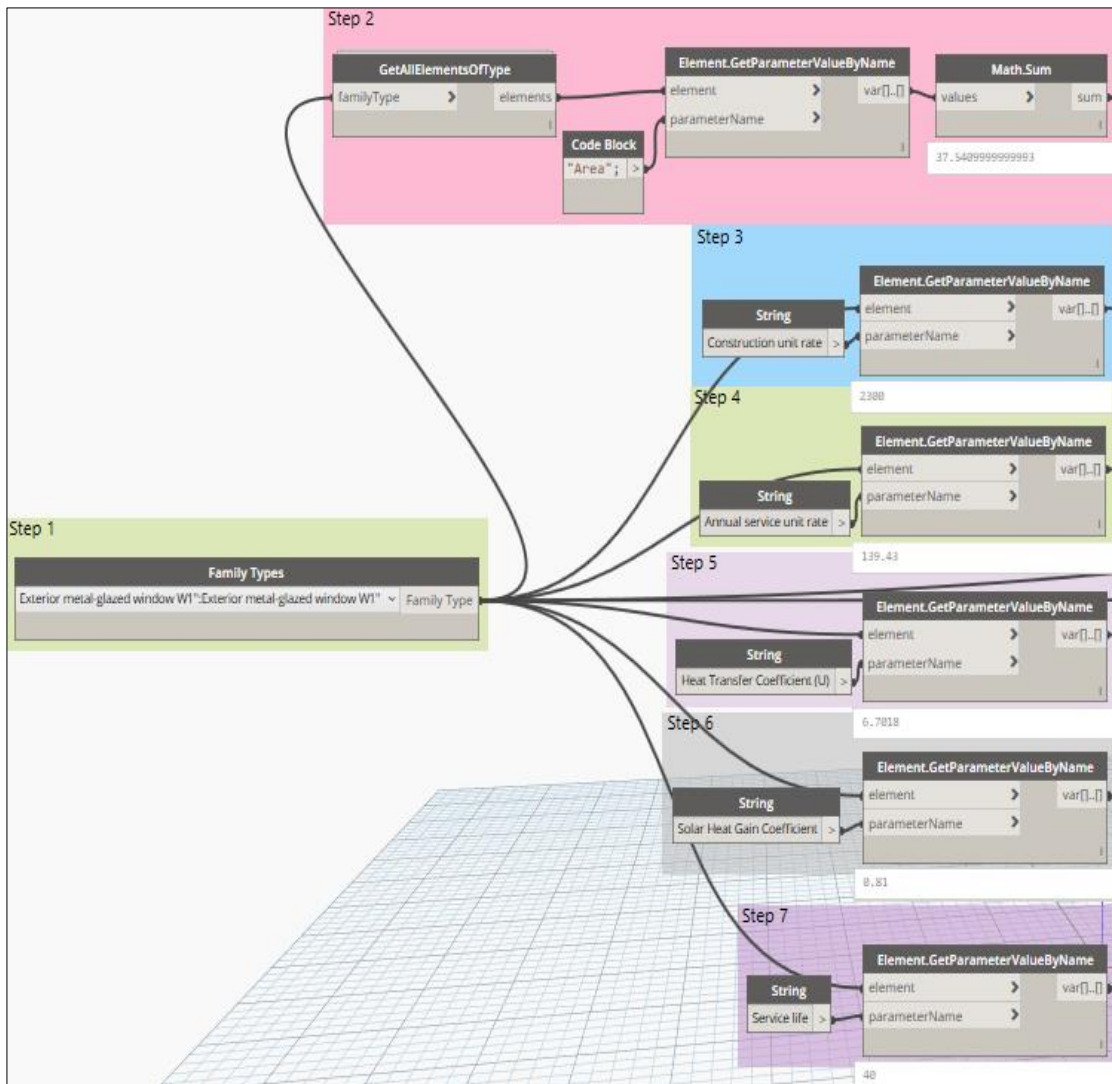 Step 2
GetAllElementsOfType
familyType > elements
Element.GetParameterValueByName
element > var[]..[]
parameterName >
Math.Sum
values > sum
Code Block
"Area"; >
37.5409999999993
Step 3
Element.GetParameterValueByName
element > var[]..[]
parameterName >
String
Construction unit rate >
2300
Step 4
Element.GetParameterValueByName
element > var[]..[]
parameterName >
String
Annual service unit rate >
139.43
Step 1
Family Types
Exterior metal-glazed window W1":Exterior metal-glazed window W1" Family Type
Step 5
Element.GetParameterValueByName
element > var[]..[]
parameterName >
String
Heat Transfer Coefficient (U) >
6.7018
Step 6
Element.GetParameterValueByName
element > var[]..[]
parameterName >
String
Solar Heat Gain Coefficient >
0.81
Step 7
Element.GetParameterValueByName
element > var[]..[]
parameterName >
String
Service life >
40